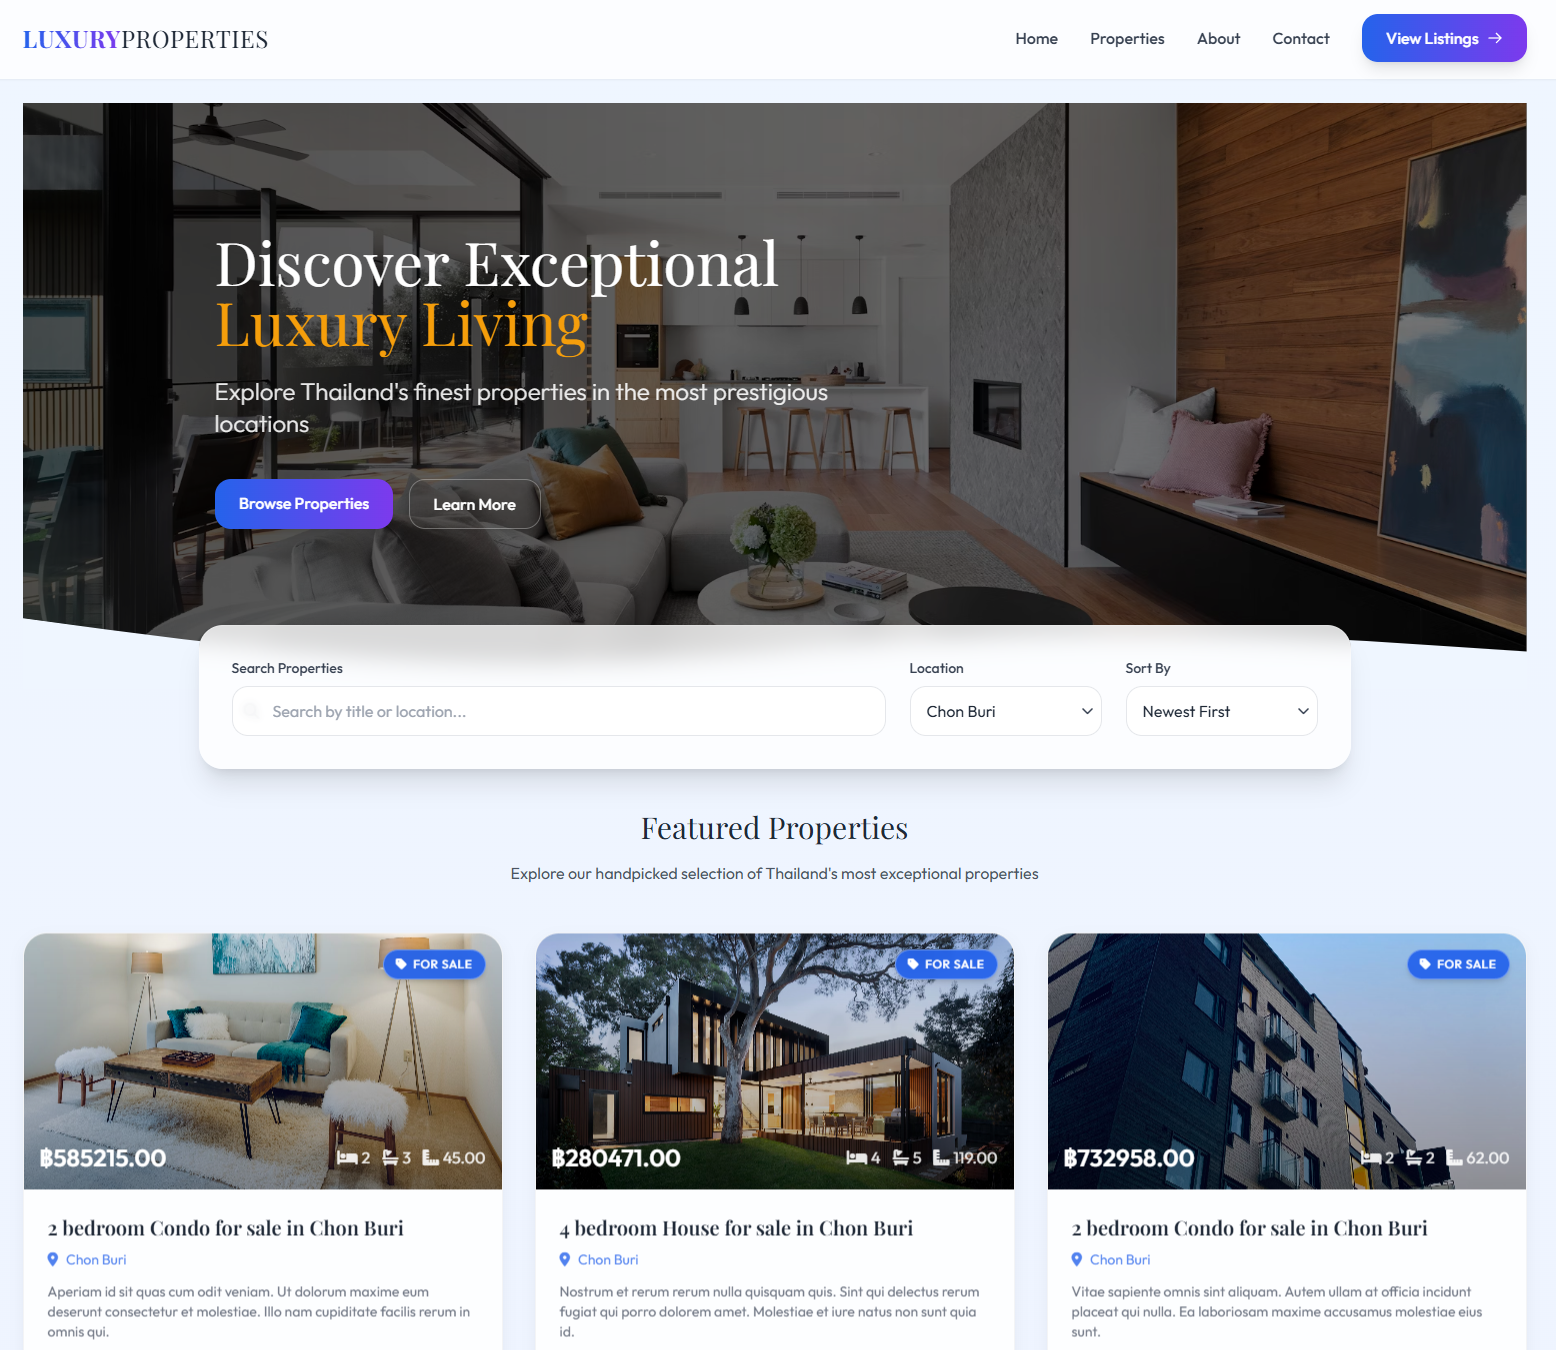 LUXURYPROPERTIES
Home
Properties
About
Contact
View Listings
Discover Exceptional
Luxury Living
Explore Thailand's finest properties in the most prestigious
locations
Browse Properties
Learn More
Search Properties
Location
Sort By
Search by title or location...
Chon Buri
Newest First
Featured Properties
Explore our handpicked selection of Thailand's most exceptional properties
FOR SALE
฿585215.00
2 3 45.00
2 bedroom Condo for sale in Chon Buri
Chon Buri
Aperiam id sit quas cum odit veniam. Ut dolorum maxime eum
deserunt consectetur et molestiae. Illo nam cupiditate facilis rerum in
omnis qui.
FOR SALE
฿280471.00
4 5 119.00
4 bedroom House for sale in Chon Buri
Chon Buri
Nostrum et rerum rerum nulla quisquam quis. Sint qui delectus rerum
fugiat qui porro dolorem amet. Molestiae et iure natus non sunt quia
id.
FOR SALE
฿732958.00
2 2 62.00
2 bedroom Condo for sale in Chon Buri
Chon Buri
Vitae sapiente omnis sint aliquam. Autem ullam at officia incidunt
placeat qui nulla. Ea laboriosam maxime accusamus molestiae eius
sunt.